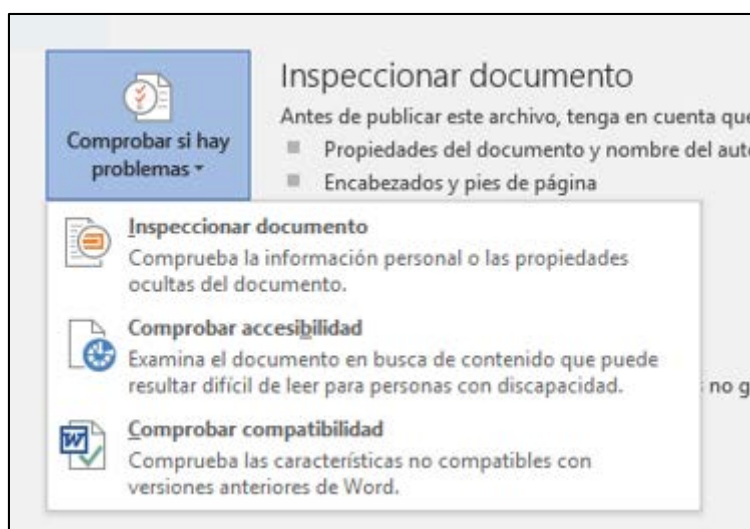 Inspeccionar documento
Antes de publicar este archivo, tenga en cuenta que
Comprobar si hay
problemas
Propiedades del documento y nombre del auto
Encabezados y pies de página
Inspeccionar documento
Comprueba la información personal o las propiedades
ocultas del documento.
Comprobar accesibilidad
Examina el documento en busca de contenido que puede
resultar difícil de leer para personas con discapacidad.
no g
Comprobar compatibilidad
Comprueba las características no compatibles con
versiones anteriores de Word.